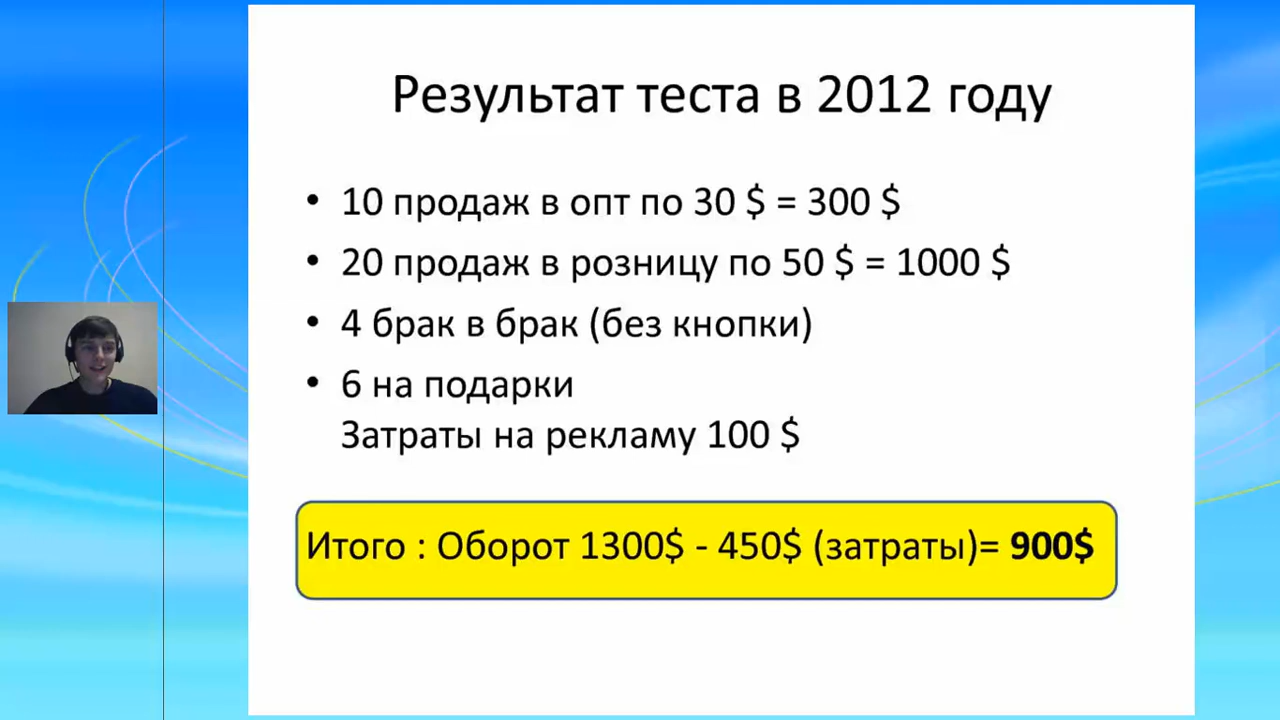 Результат теста в 2012 году
• 10 продаж в опт по 30 $ = 300 $
• 20 продаж в розницу по 50 $ = 1000 $
• 4 брак в брак (без кнопки)
• 6 на подарки
Затраты на рекламу 100 $
Итого : Оборот 1300$ - 450$ (затраты)= 900$